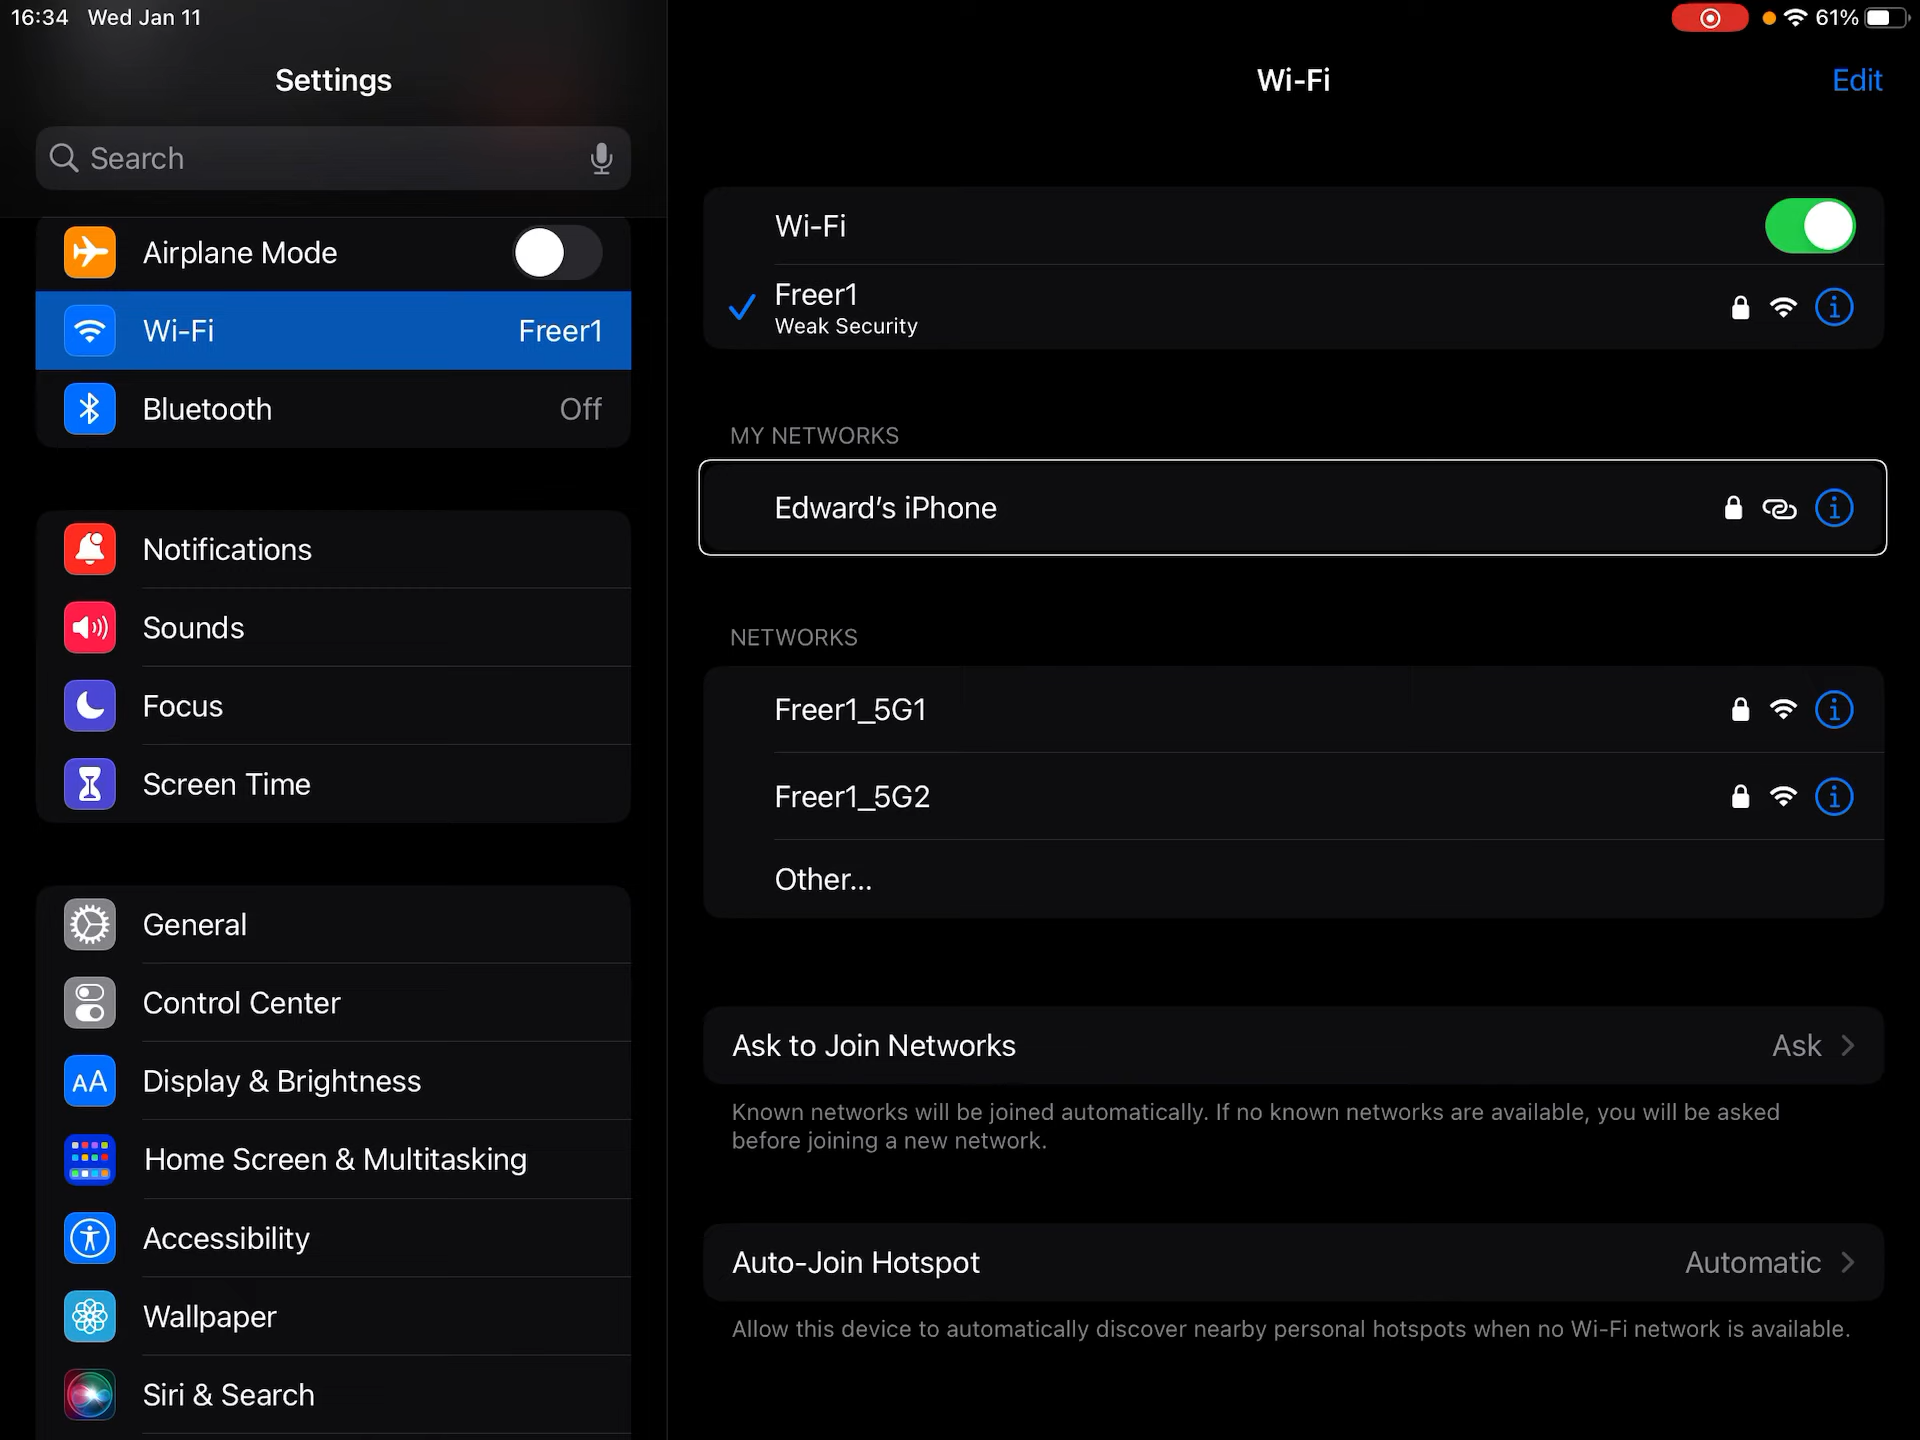 16:34 Wed Jan 11
61%
Settings
Search
Airplane Mode
Wi-Fi Freer1
Bluetooth Off
Notifications
Sounds
Focus
Screen Time
General
Control Center
AA Display & Brightness
Home Screen & Multitasking
Accessibility
Wallpaper
Siri & Search
Wi-Fi
Edit
Wi-Fi
Freer1
Weak Security
MY NETWORKS
Edward's iPhone
NETWORKS
Freer1_5G1
Freer1_5G2
Other...
Ask to Join Networks Ask
Known networks will be joined automatically. If no known networks are available, you will be asked
before joining a new network.
Auto-Join Hotspot Automatic
Allow this device to automatically discover nearby personal hotspots when no Wi-Fi network is available.